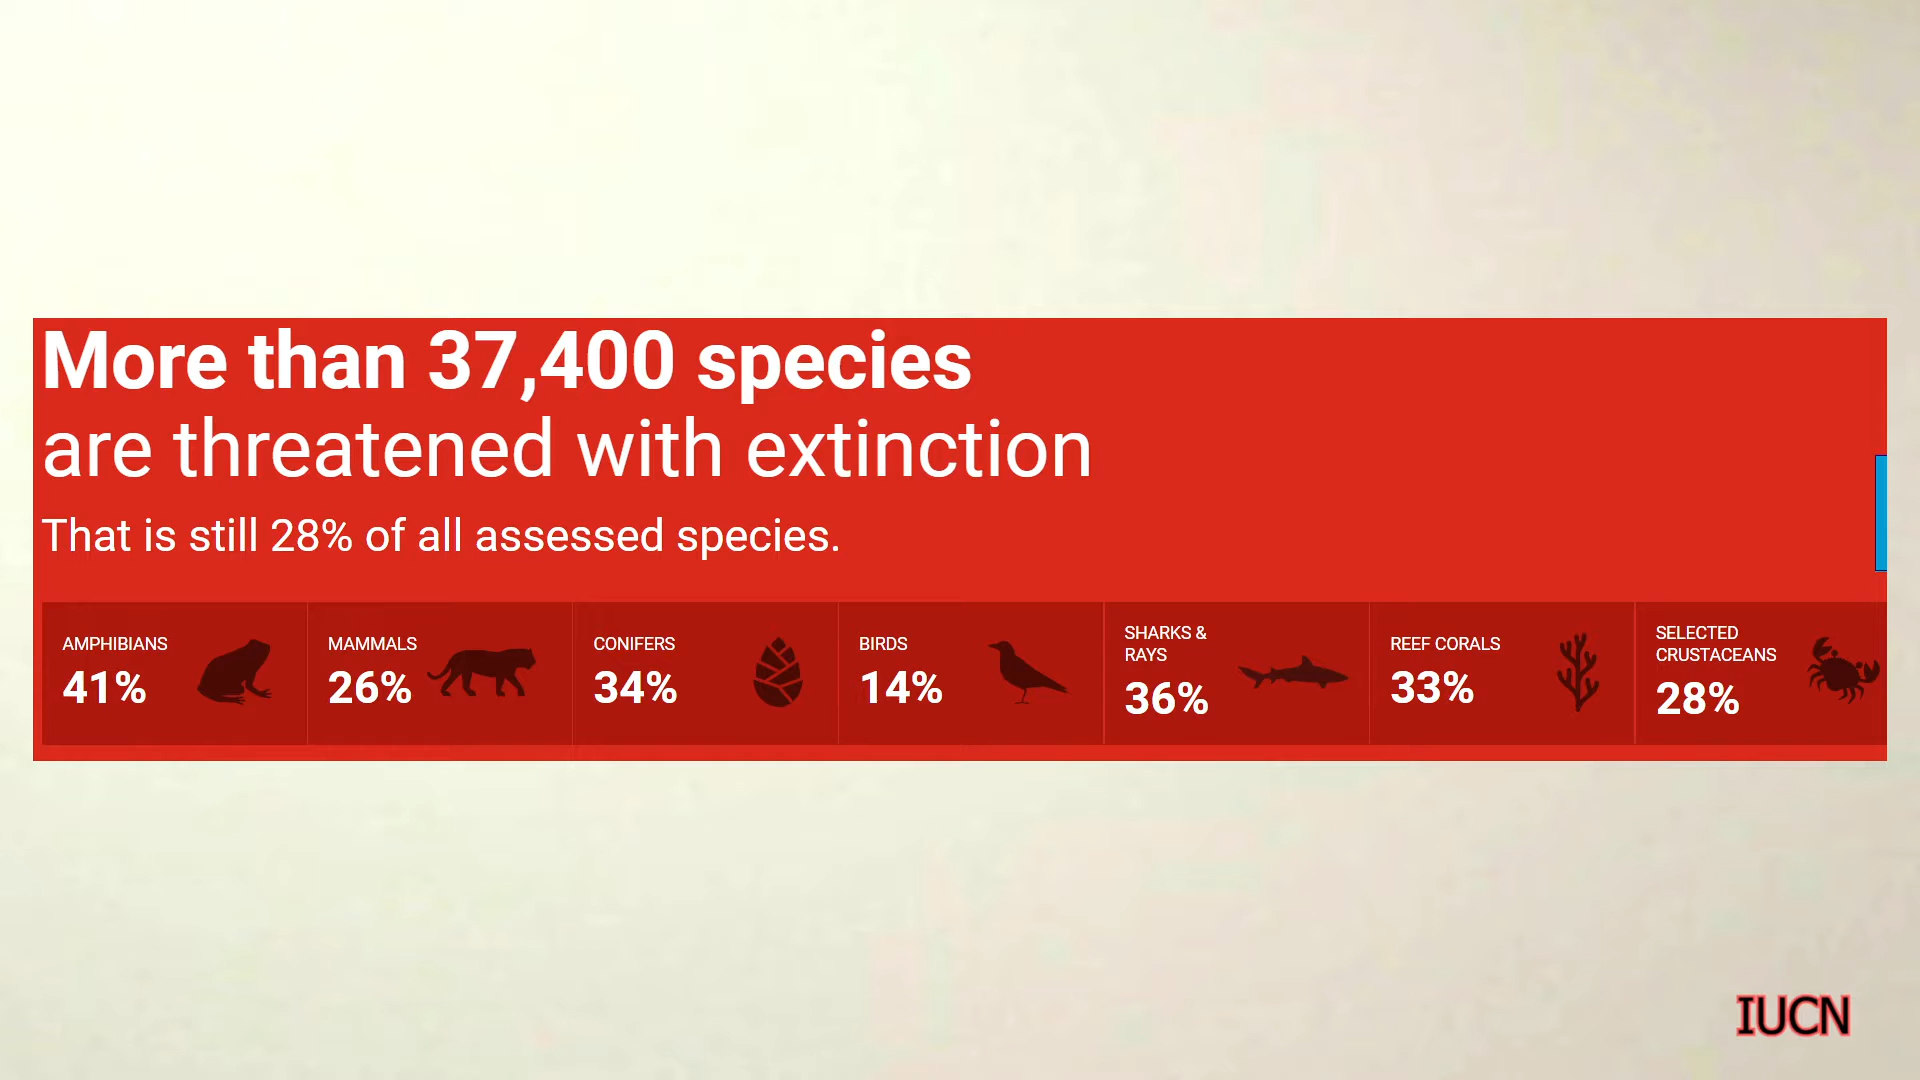 More than 37,400 species
are threatened with extinction
That is still 28% of all assessed species.
AMPHIBIANS
41%
MAMMALS
26%
CONIFERS
34%
BIRDS
14%
SHARKS &
RAYS
36%
REEF CORALS
33%
SELECTED
CRUSTACEANS
28%
IUCN